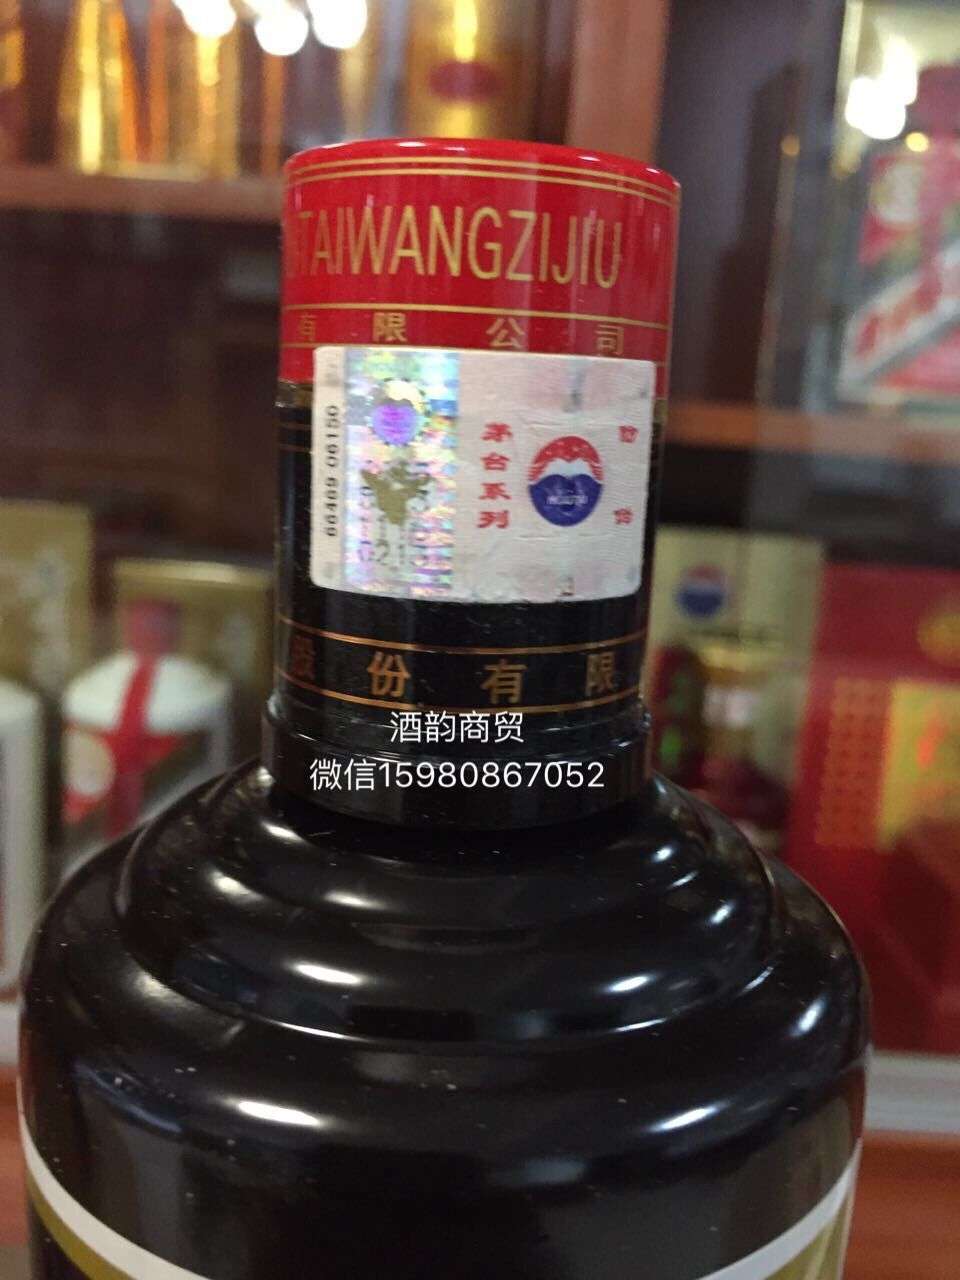 TAIWANGZIJIU
有限公司
茅台系列
股份有限
酒韵商贸
微信15980867052